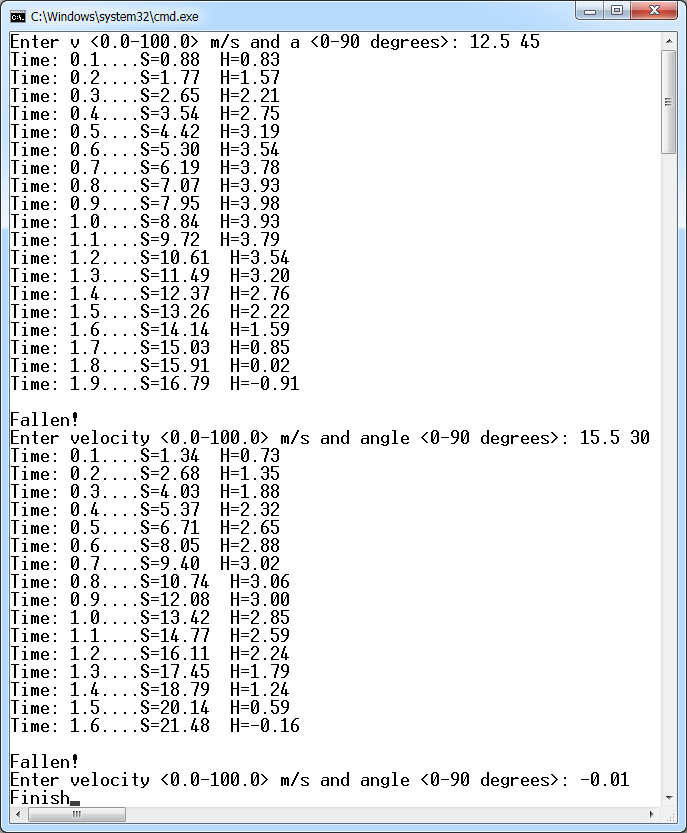 C:\Windows\system32\cmd.exe
Enter v <0.0-100.0> m/s and a <0-90 degrees>: 12.5 45
Time: 0.1....S=0.88  H=0.83
Time: 0.2....S=1.77  H=1.57
Time: 0.3....S=2.65  H=2.21
Time: 0.4....S=3.54  H=2.75
Time: 0.5....S=4.42  H=3.19
Time: 0.6....S=5.30  H=3.54
Time: 0.7....S=6.19  H=3.78
Time: 0.8....S=7.07  H=3.93
Time: 0.9....S=7.95  H=3.98
Time: 1.0....S=8.84  H=3.93
Time: 1.1....S=9.72  H=3.79
Time: 1.2....S=10.61  H=3.54
Time: 1.3....S=11.49  H=3.20
Time: 1.4....S=12.37  H=2.76
Time: 1.5....S=13.26  H=2.22
Time: 1.6....S=14.14  H=1.59
Time: 1.7....S=15.03  H=0.85
Time: 1.8....S=15.91  H=0.02
Time: 1.9....S=16.79  H=-0.91
Fallen!
Enter velocity <0.0-100.0> m/s and angle <0-90 degrees>: 15.5 30
Time: 0.1....S=1.34  H=0.73
Time: 0.2....S=2.68  H=1.35
Time: 0.3....S=4.03  H=1.88
Time: 0.4....S=5.37  H=2.32
Time: 0.5....S=6.71  H=2.65
Time: 0.6....S=8.05  H=2.88
Time: 0.7....S=9.40  H=3.02
Time: 0.8....S=10.74  H=3.06
Time: 0.9....S=12.08  H=3.00
Time: 1.0....S=13.42  H=2.85
Time: 1.1....S=14.77  H=2.59
Time: 1.2....S=16.11  H=2.24
Time: 1.3....S=17.45  H=1.79
Time: 1.4....S=18.79  H=1.24
Time: 1.5....S=20.14  H=0.59
Time: 1.6....S=21.48  H=-0.16
Fallen!
Enter velocity <0.0-100.0> m/s and angle <0-90 degrees>: -0.01
Finish